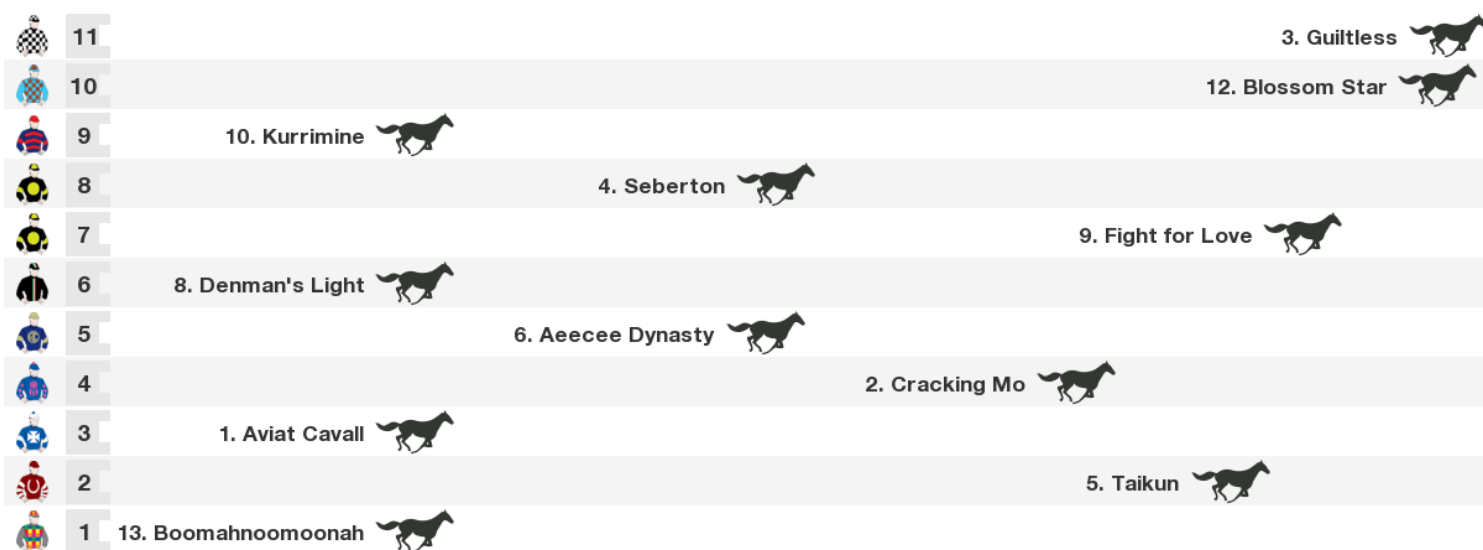 11 3. Guiltless
10 12. Blossom Star
9 10. Kurrimine
8 4. Seberton
7 9. Fight for Love
6 8. Denman's Light
5 6. Aeecee Dynasty
4 2. Cracking Mo
3 1. Aviat Cavall
2 5. Taikun
1 13. Boomahnoomoonah